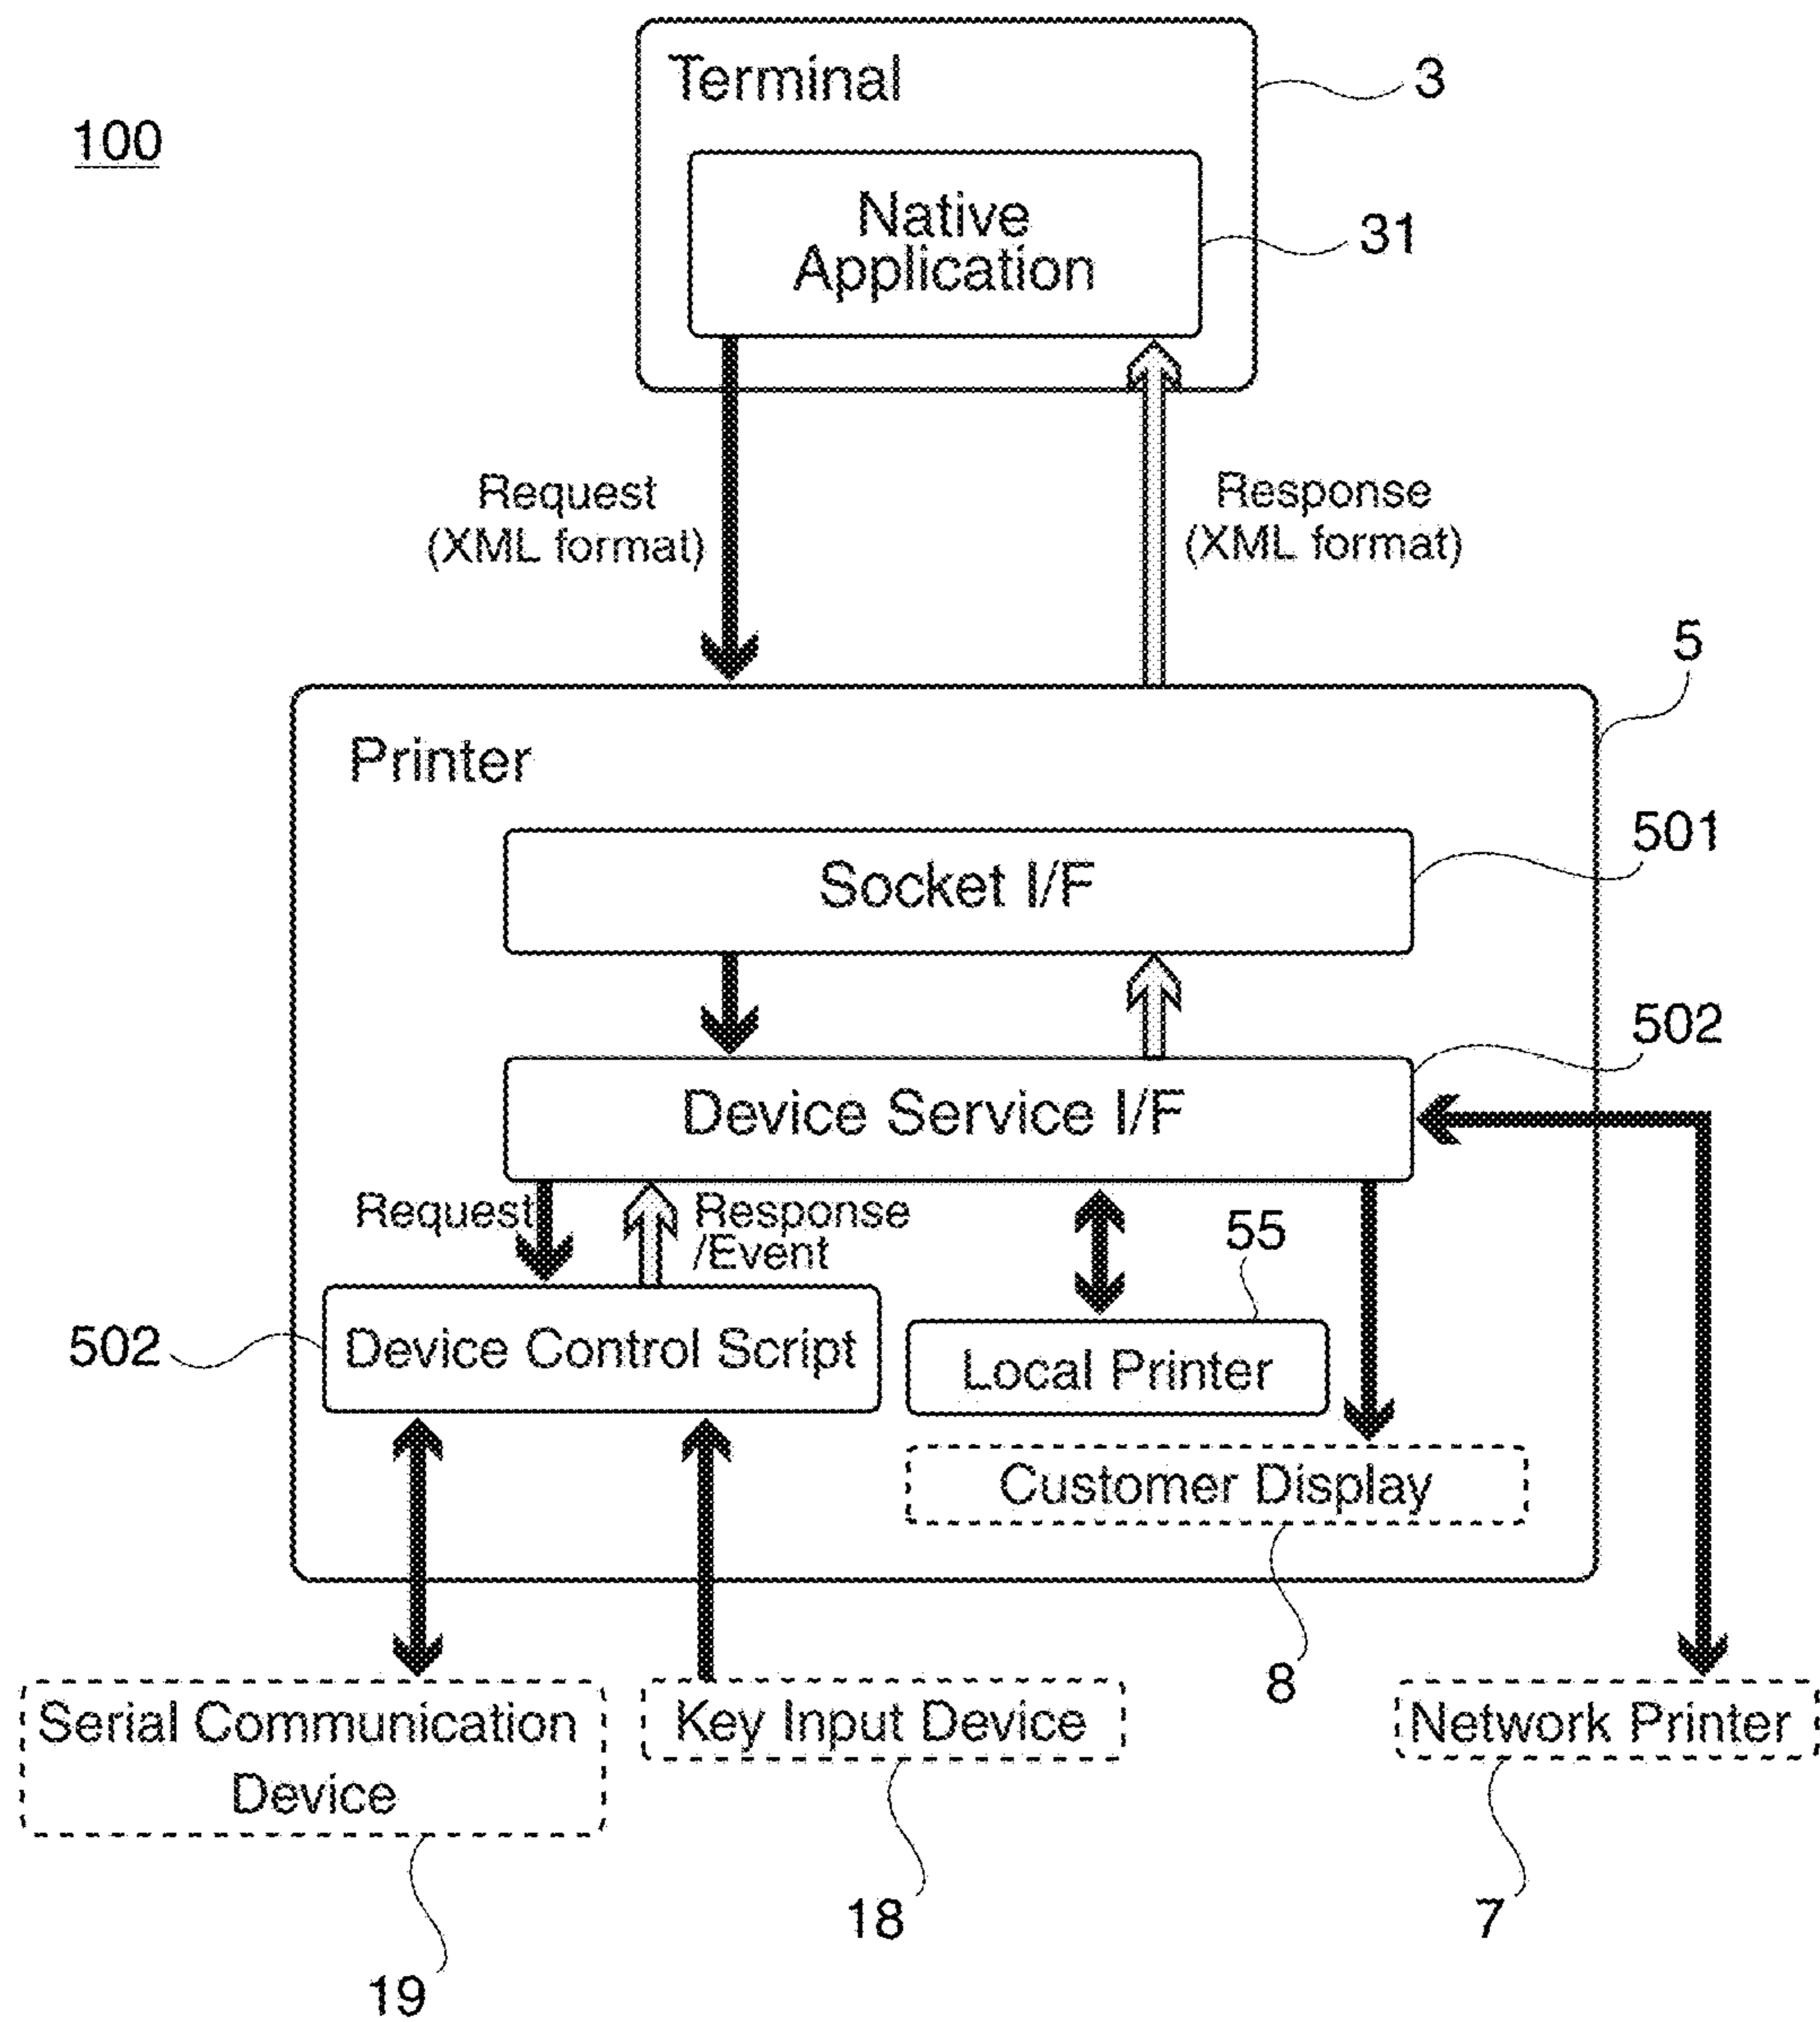 Terminal
3
100
Native
Application
31
Request
(XML format)
Response
(XML format)
5
Printer
501
Socket I/F
502
Device Service I/F
Request
Response
/Event
55
502
Device Control Script
Local Printer
Customer Display
8
Serial Communication
Device
Key Input Device
Network Printer
18
7
19